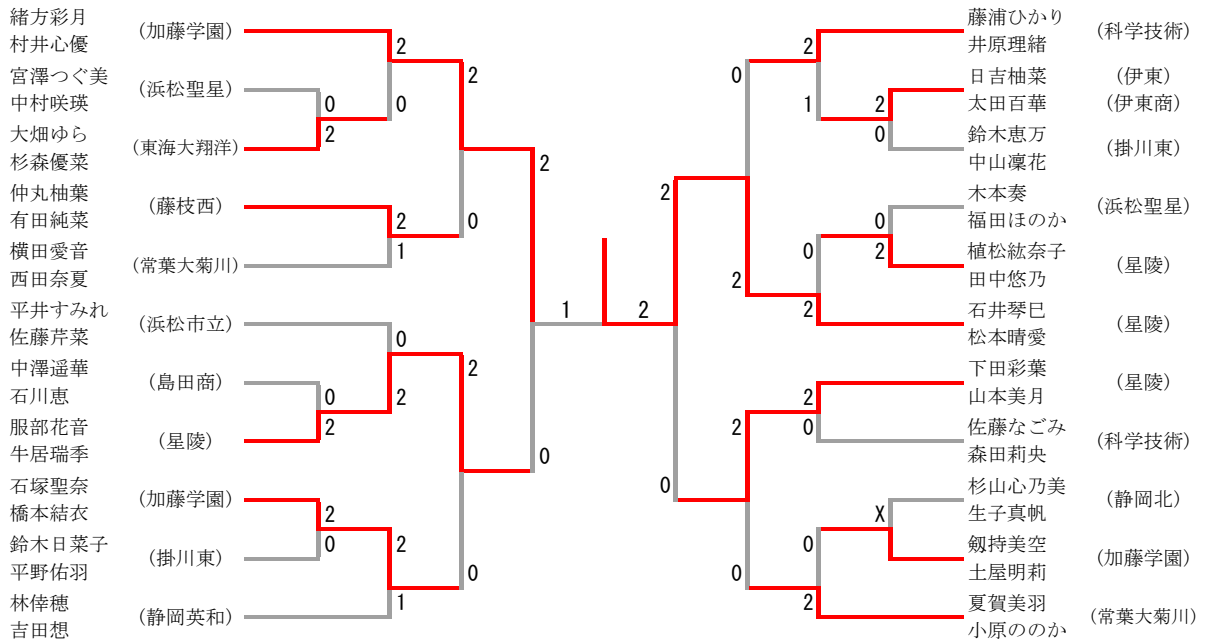 緒方彩月
村井心優
(加藤学園)
宮澤つぐ美
中村咲瑛
(浜松聖星)
大畑ゆら
杉森優菜
(東海大翔洋)
仲丸柚葉
有田純菜
(藤枝西)
横田愛音
西田奈夏
(常葉大菊川)
平井すみれ
佐藤芹菜
(浜松市立)
中澤遥華
石川恵
(島田商)
服部花音
牛居瑞季
(星陵)
石塚聖奈
橋本結衣
(加藤学園)
鈴木日菜子
平野佑羽
(掛川東)
林倖穂
吉田想
(静岡英和)
2
0
0
2
2
0
2
1
2
0
0
2
0
2
2
0
2
0
2
1
1
2
0
2
1
2
0
0
2
0
0
2
2
2
0
2
2
0
X
0
2
0
藤浦ひかり
井原理緒
(科学技術)
日吉柚菜
(伊東)
太田百華
(伊東商)
鈴木恵万
中山凜花
(掛川東)
木本奏
福田ほのか
(浜松聖星)
植松紘奈子
田中悠乃
(星陵)
石井琴巳
松本晴愛
(星陵)
下田彩葉
山本美月
(星陵)
佐藤なごみ
森田莉央
(科学技術)
杉山心乃美
生子真帆
(静岡北)
剱持美空
土屋明莉
(加藤学園)
夏賀美羽
小原ののか
(常葉大菊川)